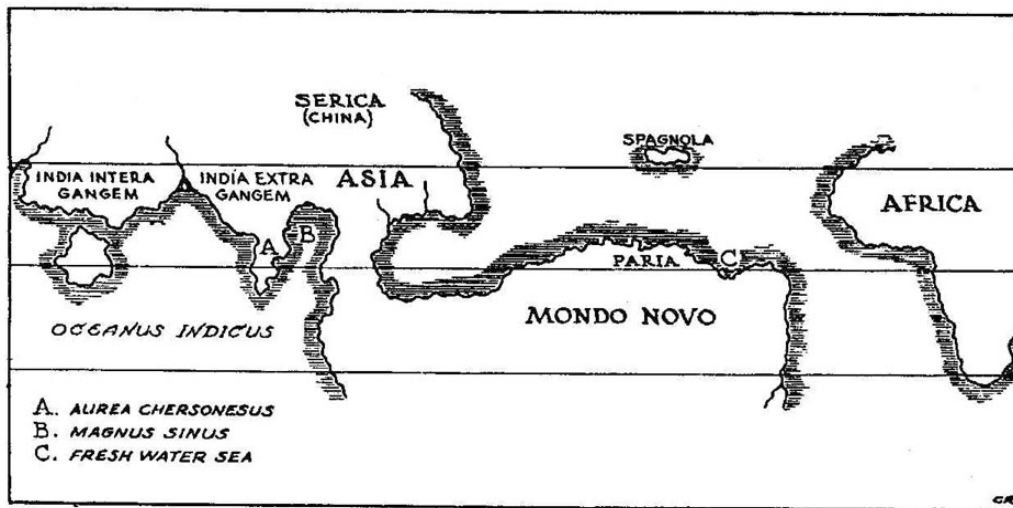 SERICA
(CHINA)
SPAGNOLA
INDIA INTERA
GANGEM
INDIA EXTRA
GANGEM
ASIA
AFRICA
A
B
PARIA
C
OCEANUS INDICUS
MONDO NOVO
A. AUREA CHERSONESUS
B. MAGNUS SINUS
C. FRESH WATER SEA